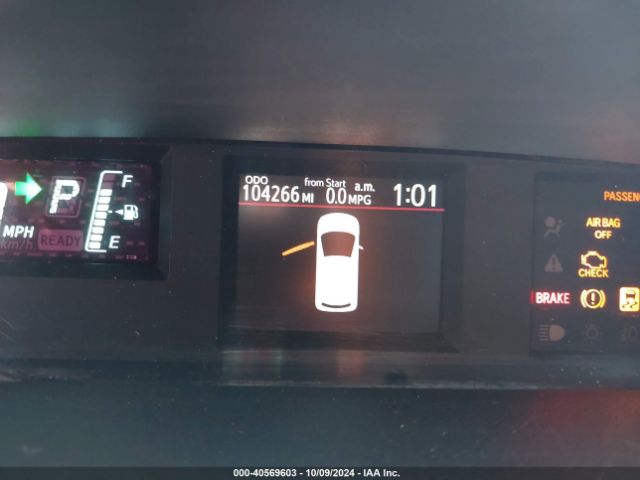 P
F
E
MPH
km/h
READY
ODO
from Start
a.m.
104266 MI
0.0 MPG
1:01
AIR BAG
OFF
CHECK
BRAKE
000-40569603 - 10/09/2024 - IAA Inc.